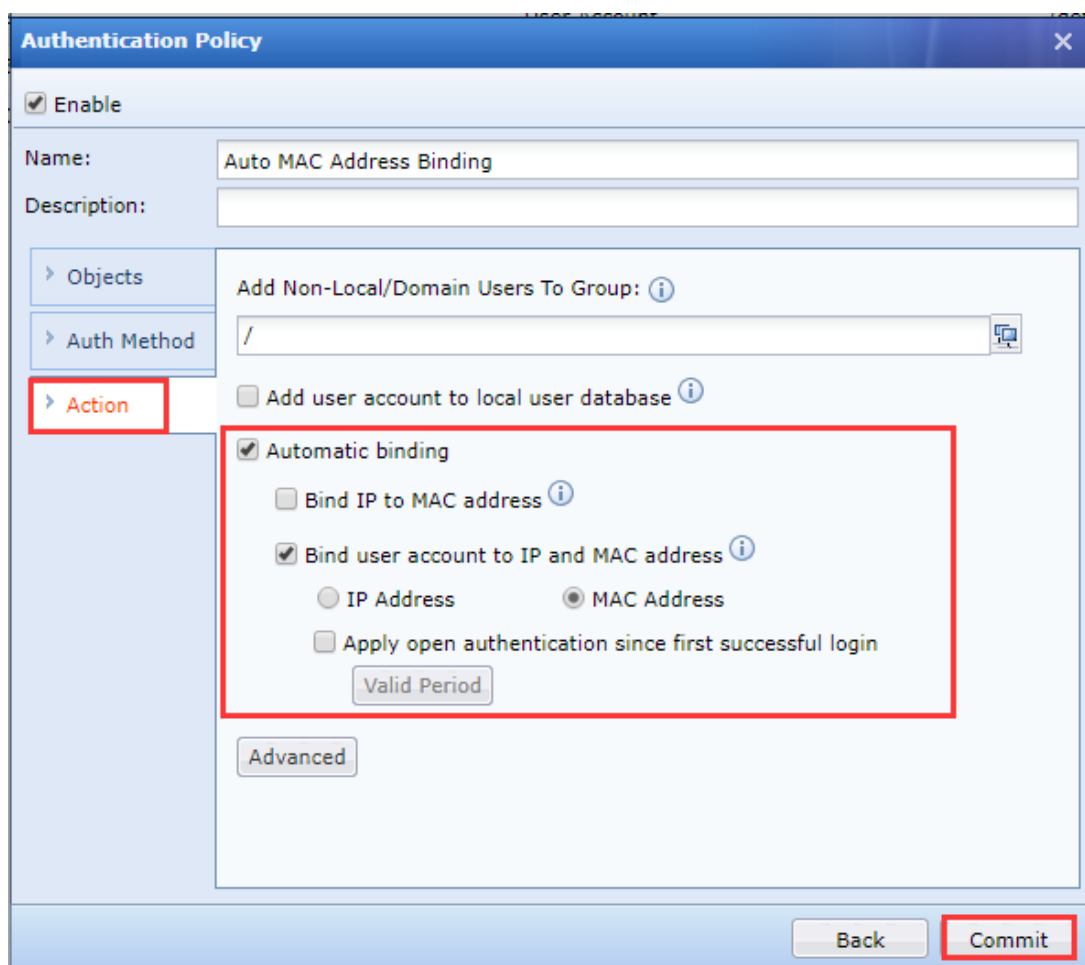 User Account
Authentication Policy
Enable
Name:
Auto MAC Address Binding
Description:
Objects
Auth Method
Action
Add Non-Local/Domain Users To Group:
/
Add user account to local user database
Automatic binding
Bind IP to MAC address
Bind user account to IP and MAC address
IP Address MAC Address
Apply open authentication since first successful login
Valid Period
Advanced
Back Commit